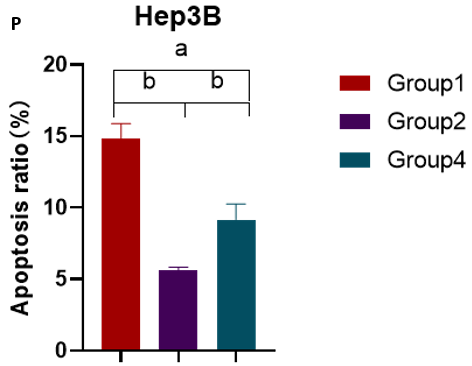 P
Hep3B
a
b b
20
15
10
5
0
Apoptosis ratio (%)
Group1
Group2
Group4